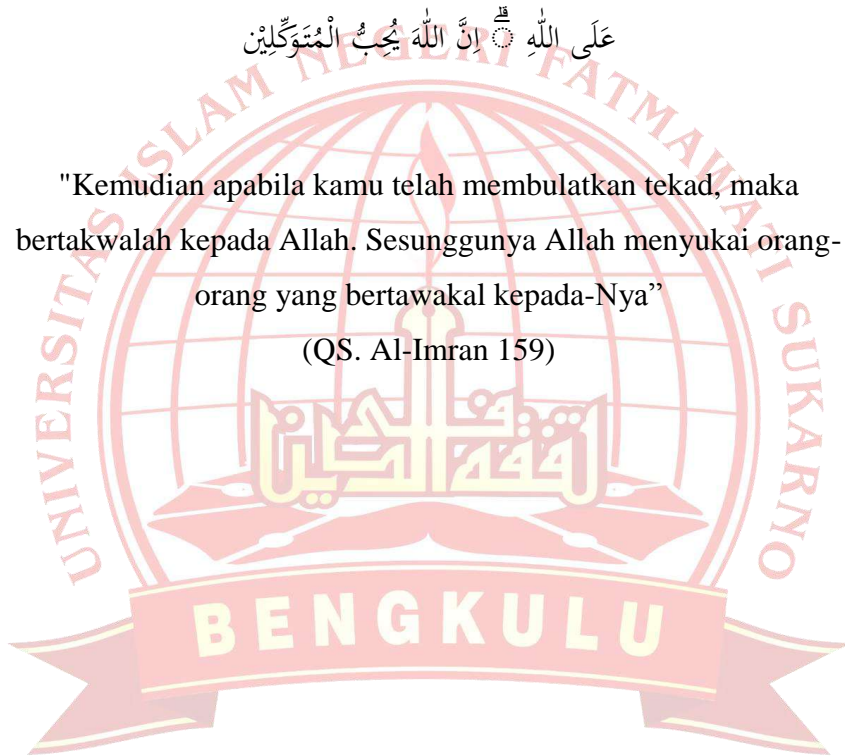 عَلَى اللّٰهِ ۗ اِنَّ اللّٰهَ يُحِبُّ الْمُتَوَكِّلِيْن
"Kemudian apabila kamu telah membulatkan tekad, maka
bertakwalah kepada Allah. Sesunggunya Allah menyukai orang-
orang yang bertawakal kepada-Nya”
(QS. Al-Imran 159)
UNIVERSITAS ISLAM NEGERI FATMAWATI SUKARNO
BENGKULU